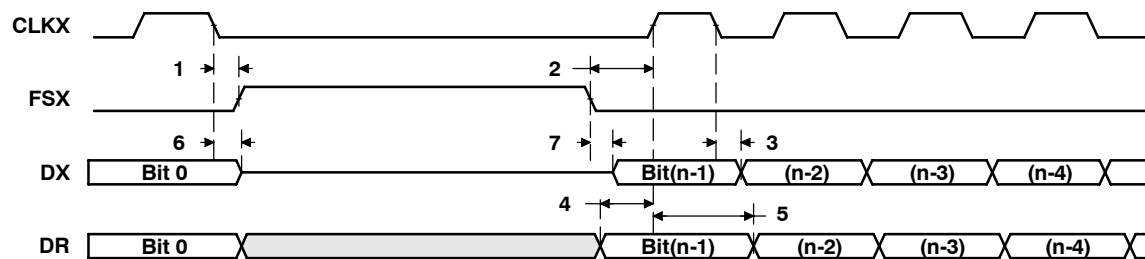 CLKX
1 2
FSX
6 7 3
DX Bit 0 Bit(n-1) (n-2) (n-3) (n-4)
4 5
DR Bit 0 Bit(n-1) (n-2) (n-3) (n-4)